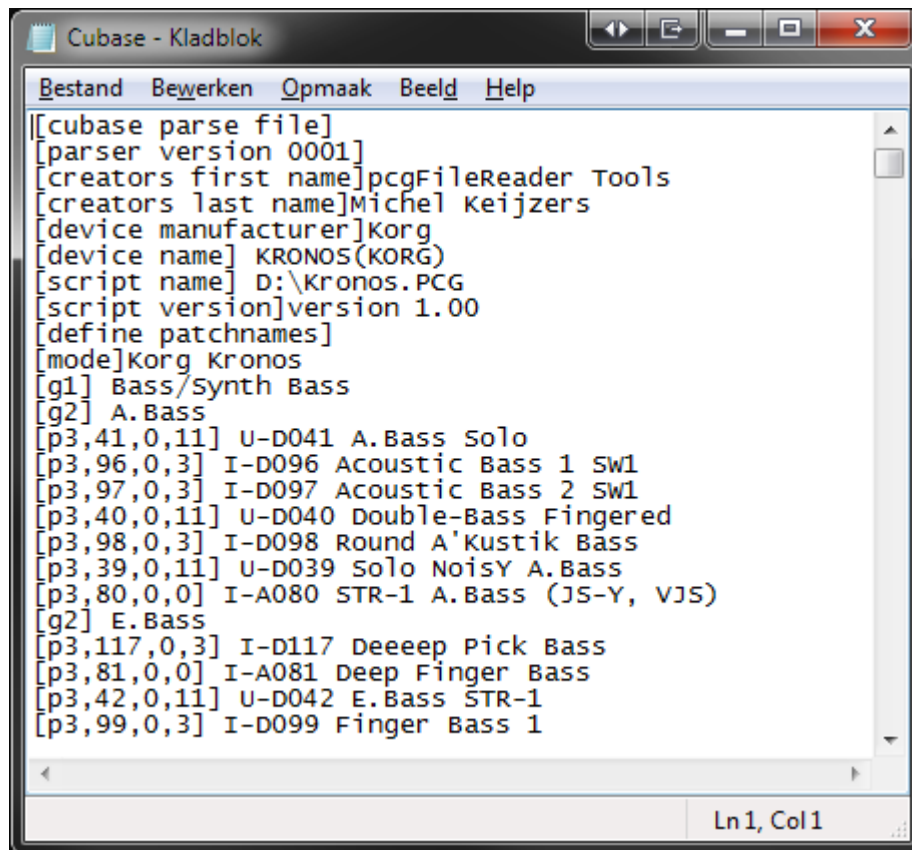 Cubase - Kladblok
Bestand Bewerken Opmaak Beeld Help
[cubase parse file]
[parser version 0001]
[creators first name]pcgFileReader Tools
[creators last name]Michel Keijzers
[device manufacturer]Korg
[device name] KRONOS(KORG)
[script name] D:\Kronos.PCG
[script version]version 1.00
[define patchnames]
[mode]Korg Kronos
[g1] Bass/Synth Bass
[g2] A.Bass
[p3,41,0,11] U-D041 A.Bass Solo
[p3,96,0,3] I-D096 Acoustic Bass 1 SW1
[p3,97,0,3] I-D097 Acoustic Bass 2 SW1
[p3,40,0,11] U-D040 Double-Bass Fingered
[p3,98,0,3] I-D098 Round A'Kustik Bass
[p3,39,0,11] U-D039 Solo NoisY A.Bass
[p3,80,0,0] I-A080 STR-1 A.Bass (JS-Y, VJS)
[g2] E.Bass
[p3,117,0,3] I-D117 Deeeep Pick Bass
[p3,81,0,0] I-A081 Deep Finger Bass
[p3,42,0,11] U-D042 E.Bass STR-1
[p3,99,0,3] I-D099 Finger Bass 1
Ln 1, Col 1